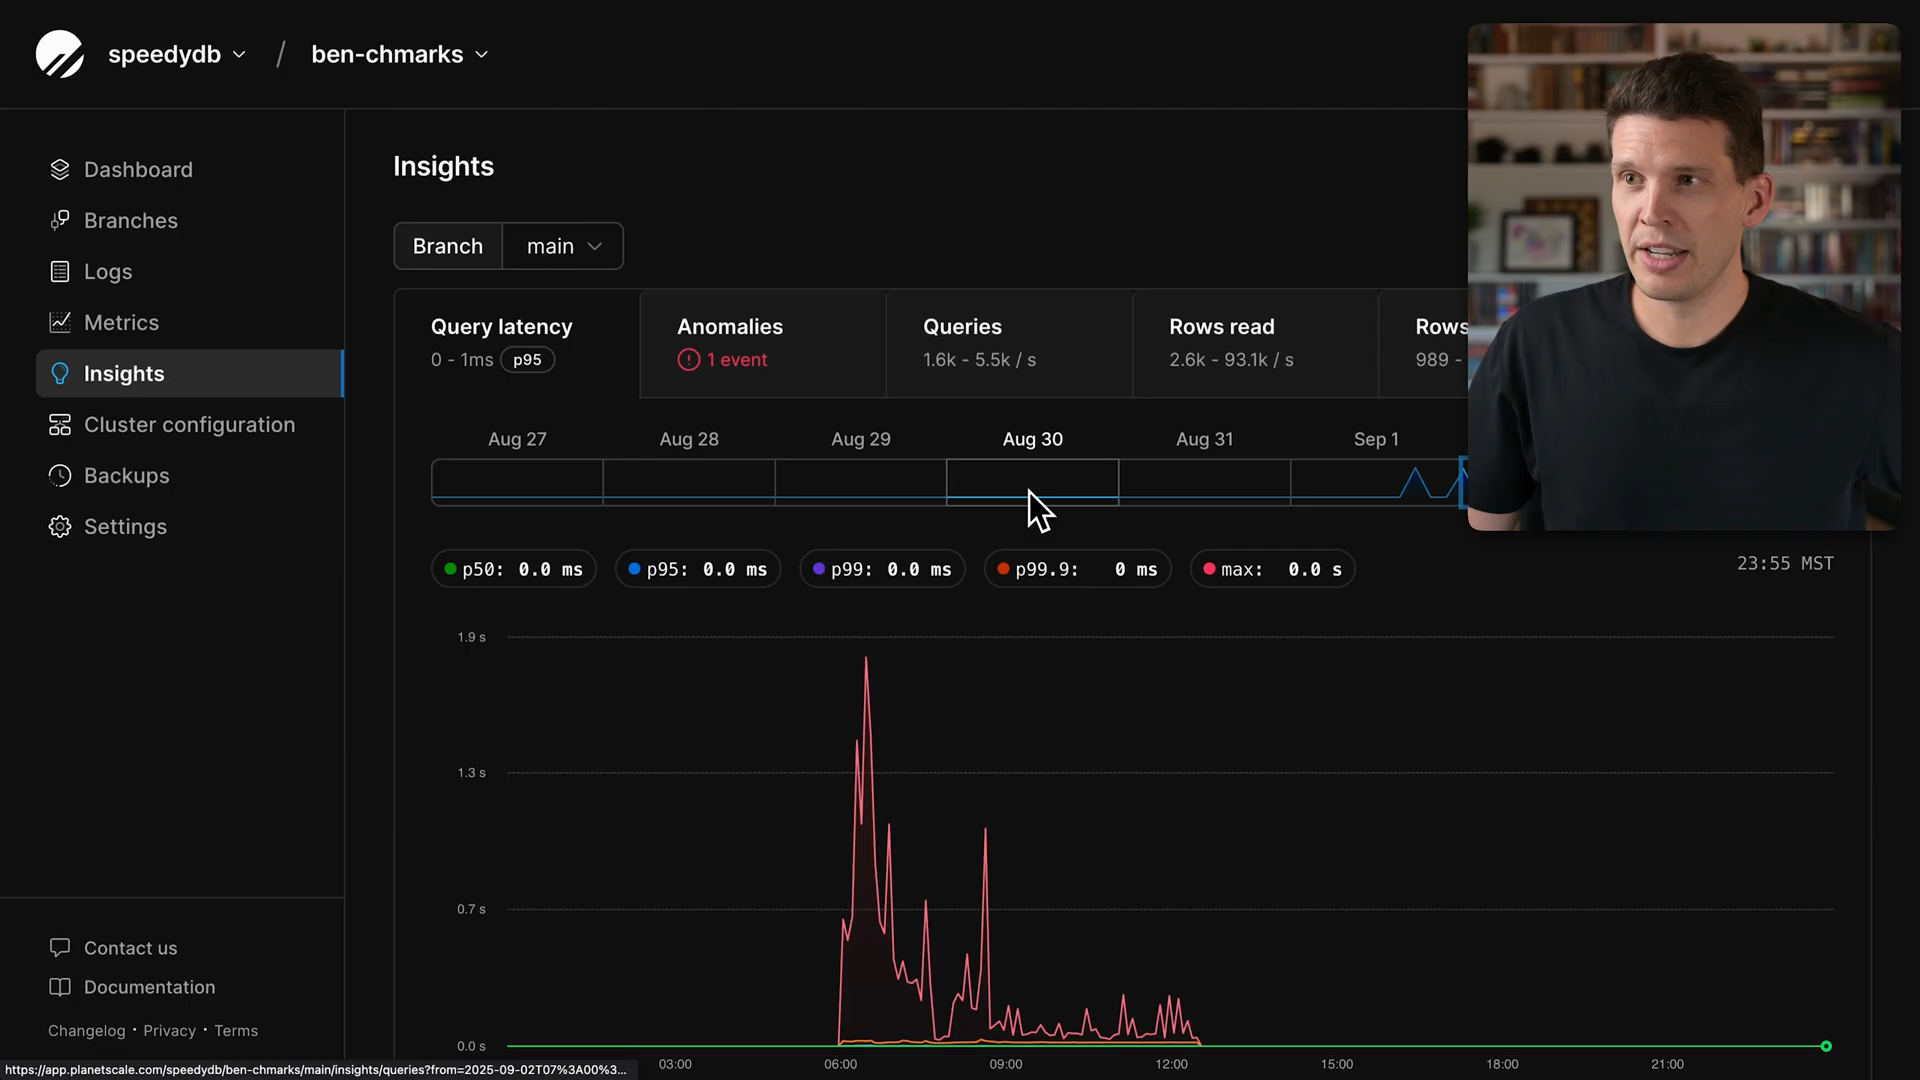 speedydb / ben-chmarks
Dashboard
Branches
Logs
Metrics
Insights
Cluster configuration
Backups
Settings
Contact us
Documentation
Changelog · Privacy · Terms
https://app.planetscale.com/speedydb/ben-chmarks/main/insights/queries?from=2025-09-02T07%3A00%3...
Insights
Branch main
Query latency
0 - 1ms p95
Anomalies
1 event
Queries
1.6k - 5.5k / s
Rows read
2.6k - 93.1k / s
Rows
989 -
Aug 27 Aug 28 Aug 29 Aug 30 Aug 31 Sep 1
p50: 0.0 ms p95: 0.0 ms p99: 0.0 ms p99.9: 0 ms max: 0.0 s
23:55 MST
1.9 s
1.3 s
0.7 s
0.0 s
03:00 06:00 09:00 12:00 15:00 18:00 21:00